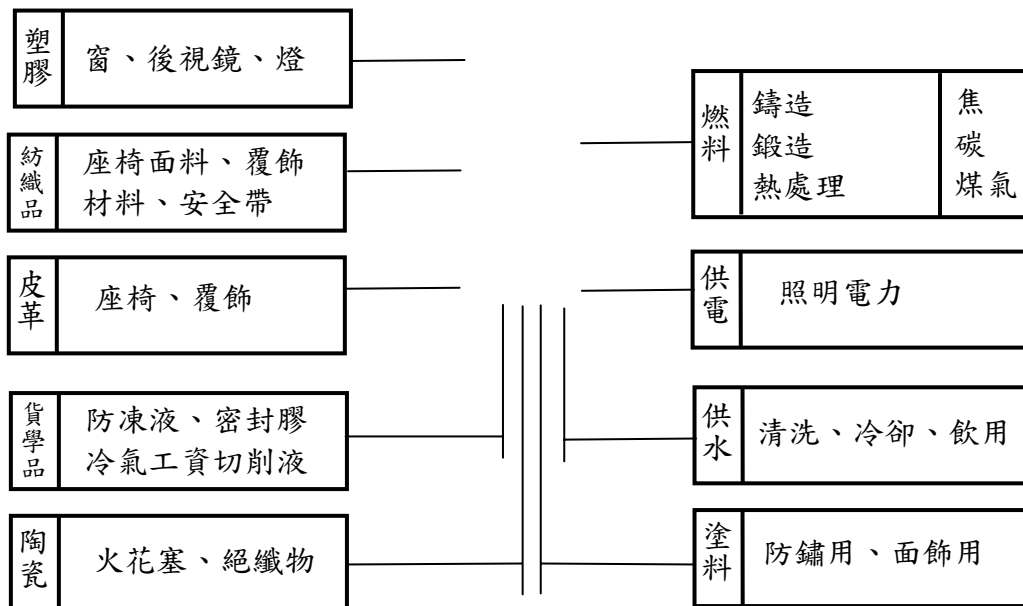 塑膠
窗、後視鏡、燈
紡織品
座椅面料、覆飾
材料、安全帶
皮革
座椅、覆飾
貨學品
防凍液、密封膠
冷氣工資切削液
陶瓷
火花塞、絕纖物
燃料
鑄造
鍛造
熱處理
焦
碳
煤氣
供電
照明電力
供水
清洗、冷卻、飲用
塗料
防鏽用、面飾用